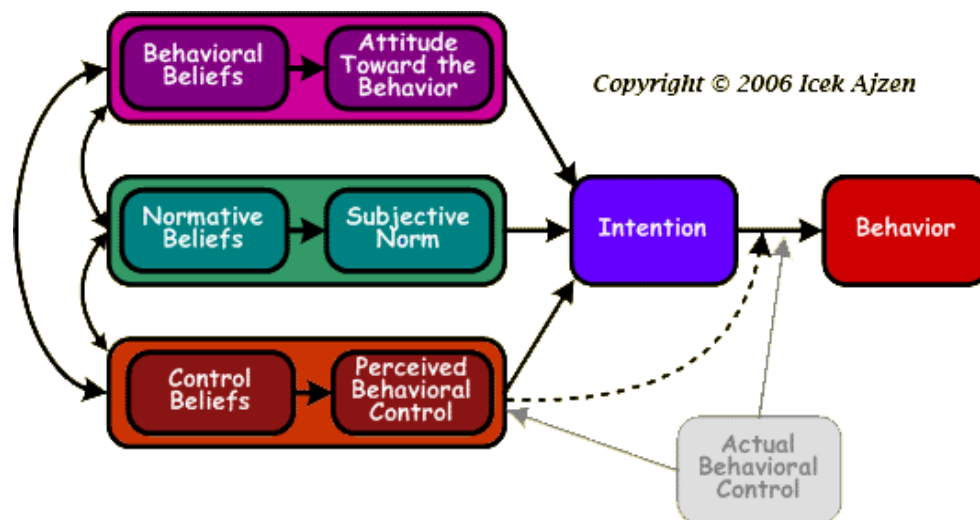 Behavioral
Beliefs
Attitude
Toward the
Behavior
Copyright © 2006 Icek Ajzen
Normative
Beliefs
Subjective
Norm
Intention
Behavior
Control
Beliefs
Perceived
Behavioral
Control
Actual
Behavioral
Control